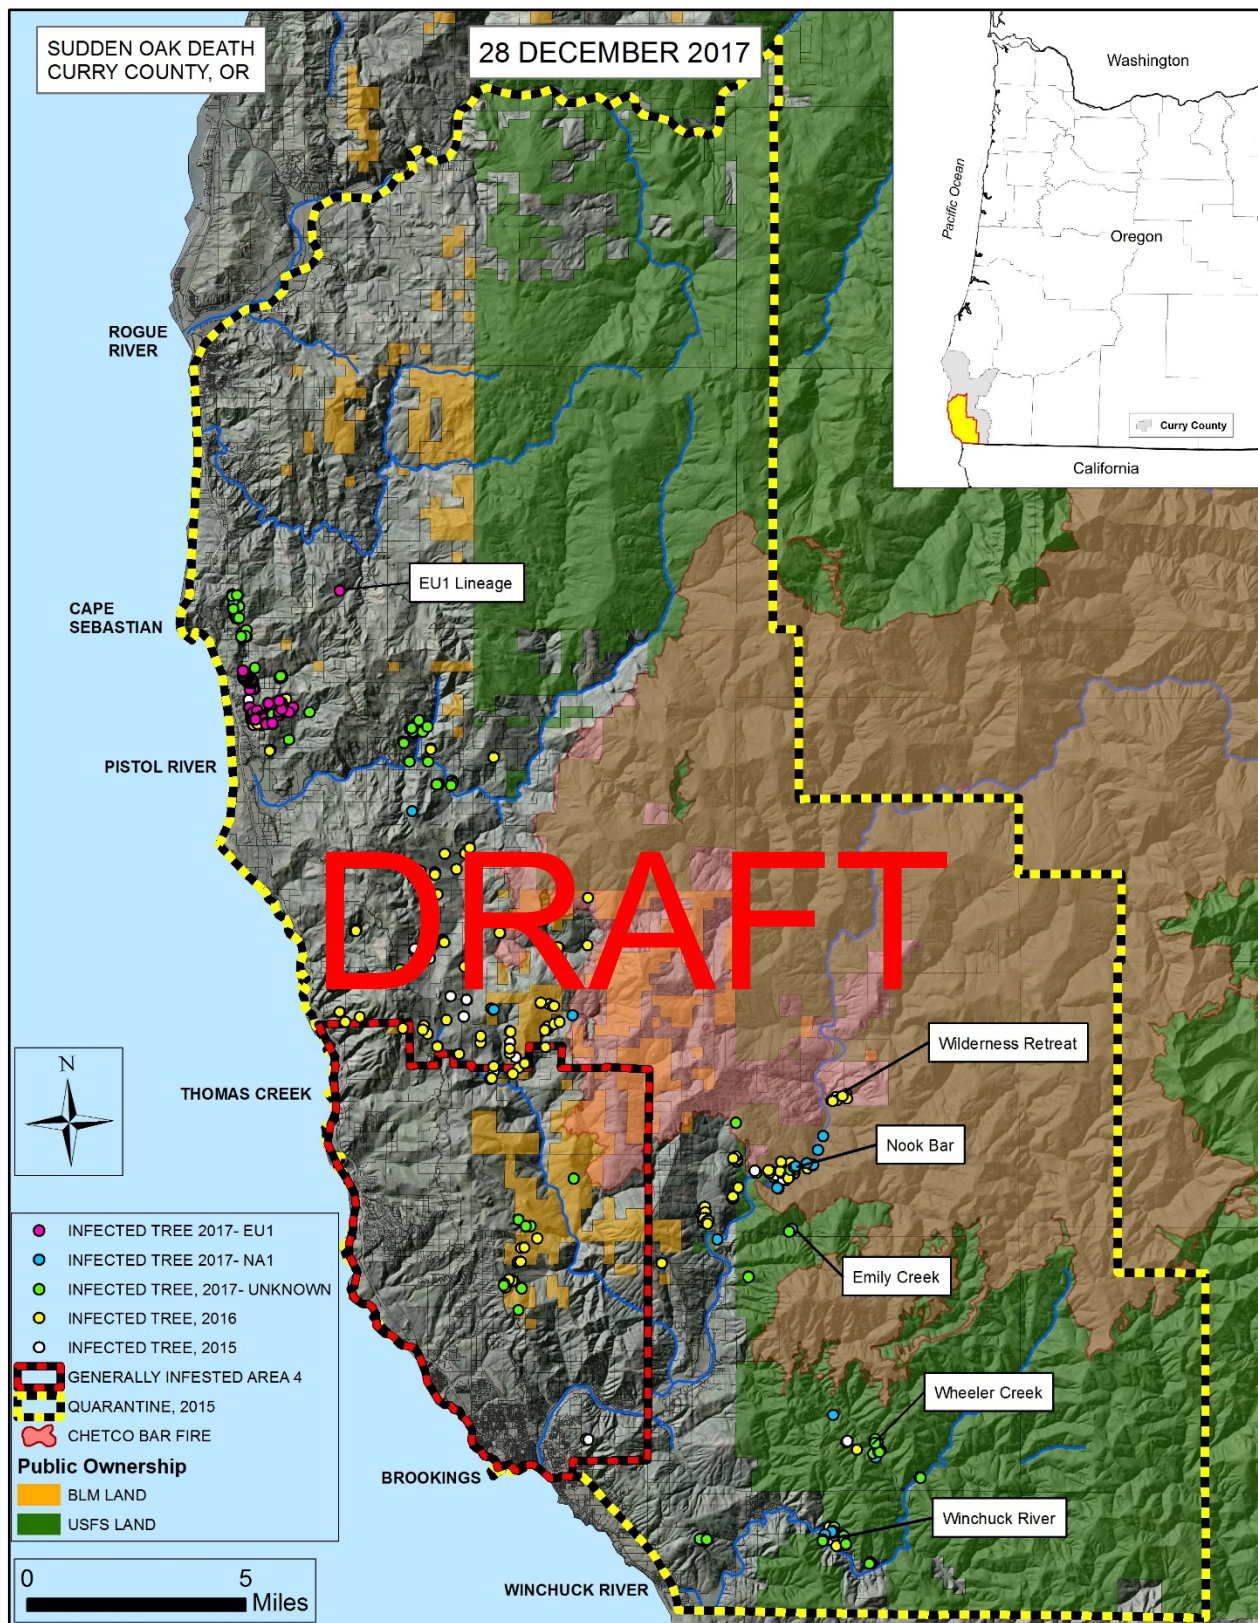 SUDDEN OAK DEATH
CURRY COUNTY, OR
28 DECEMBER 2017
Washington
Pacific Ocean
Oregon
Curry County
California
ROGUE
RIVER
EU1 Lineage
CAPE
SEBASTIAN
PISTOL RIVER
DRAFT
Wilderness Retreat
N
THOMAS CREEK
Nook Bar
Emily Creek
INFECTED TREE 2017- EU1
INFECTED TREE 2017- NA1
INFECTED TREE, 2017- UNKNOWN
INFECTED TREE, 2016
INFECTED TREE, 2015
GENERALLY INFESTED AREA 4
QUARANTINE, 2015
CHETCO BAR FIRE
Public Ownership
BLM LAND
USFS LAND
Wheeler Creek
BROOKINGS
Winchuck River
WINCHUCK RIVER
0 5
Miles